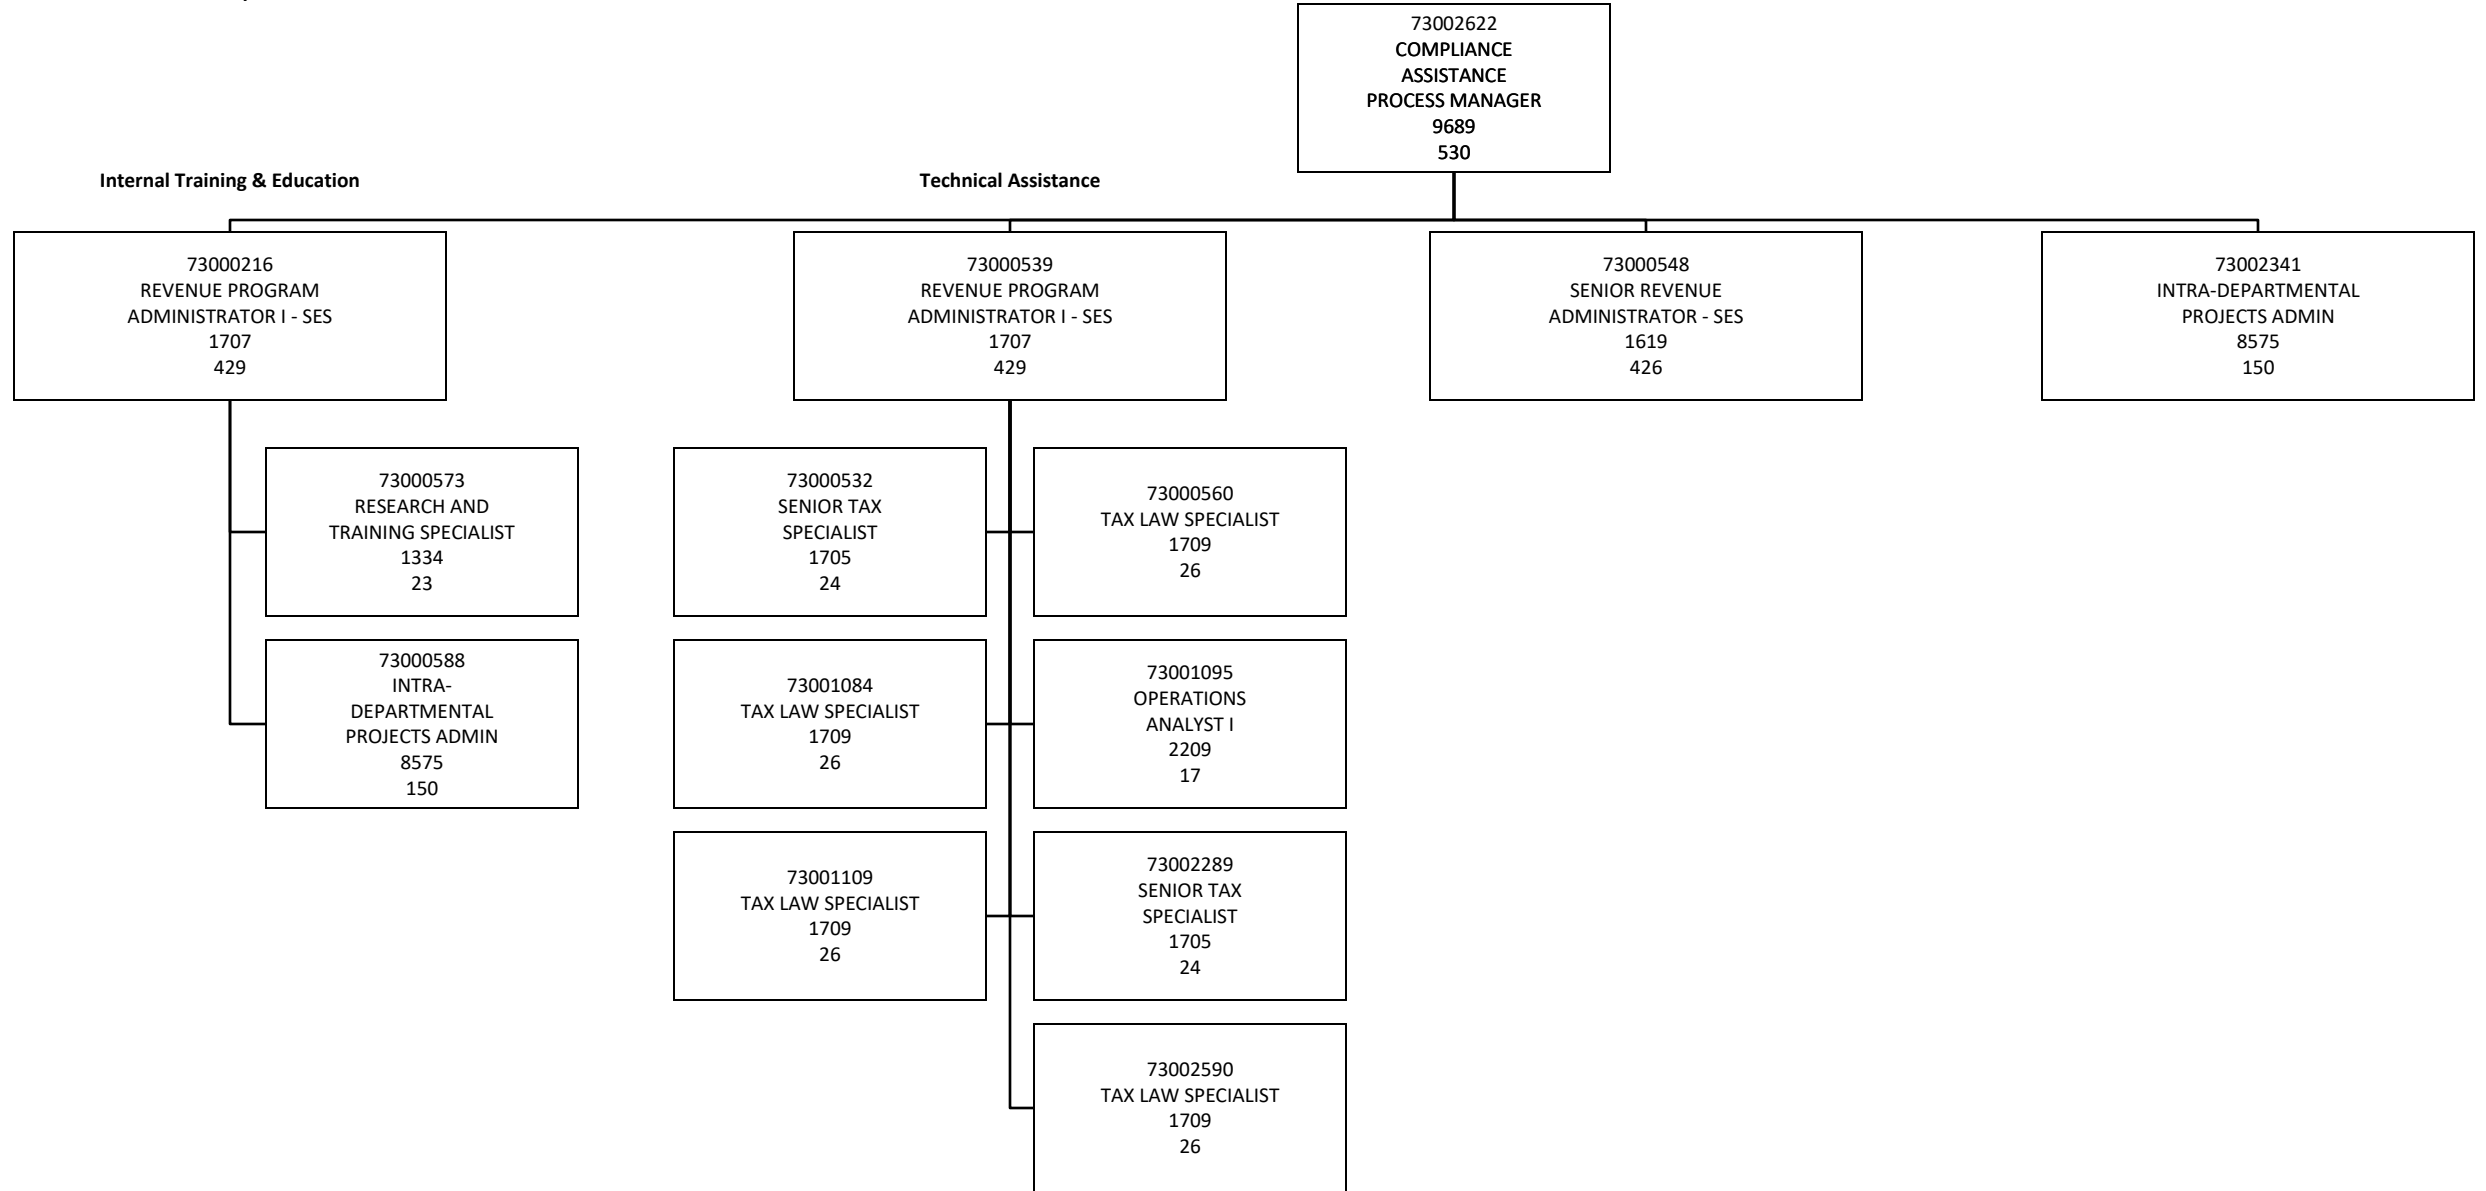 73002622
COMPLIANCE
ASSISTANCE
PROCESS MANAGER
9689
530
Internal Training & Education
Technical Assistance
73000216
REVENUE PROGRAM
ADMINISTRATOR I - SES
1707
429
73000539
REVENUE PROGRAM
ADMINISTRATOR I - SES
1707
429
73000548
SENIOR REVENUE
ADMINISTRATOR - SES
1619
426
73002341
INTRA-DEPARTMENTAL
PROJECTS ADMIN
8575
150
73000573
RESEARCH AND
TRAINING SPECIALIST
1334
23
73000532
SENIOR TAX
SPECIALIST
1705
24
73000560
TAX LAW SPECIALIST
1709
26
73000588
INTRA-
DEPARTMENTAL
PROJECTS ADMIN
8575
150
73001084
TAX LAW SPECIALIST
1709
26
73001095
OPERATIONS
ANALYST I
2209
17
73001109
TAX LAW SPECIALIST
1709
26
73002289
SENIOR TAX
SPECIALIST
1705
24
73002590
TAX LAW SPECIALIST
1709
26